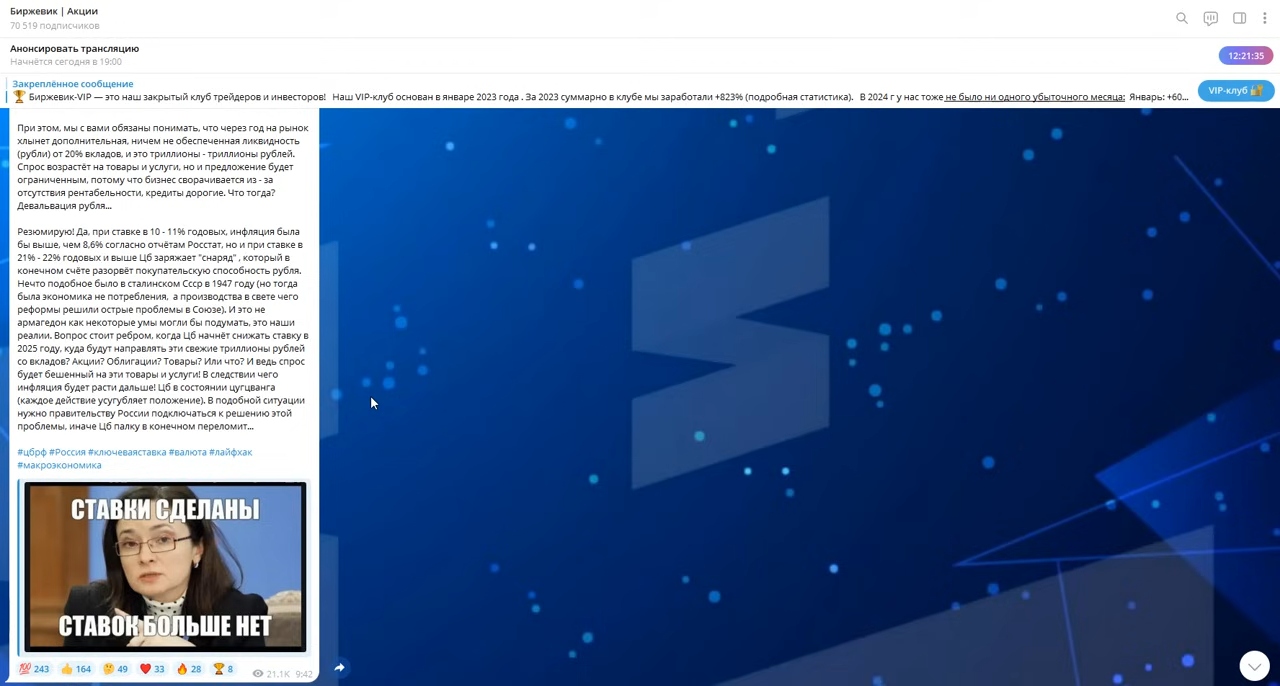 Биржевик | Акции
70 519 подписчиков
Анонсировать трансляцию
Начнётся сегодня в 19:00
12:21:35
Закреплённое сообщение
🏆 Биржевик-VIP — это наш закрытый клуб трейдеров и инвесторов! Наш VIP-клуб основан в январе 2023 года . За 2023 суммарно в клубе мы заработали +823% (подробная статистика). В 2024 г у нас тоже не было ни одного убыточного месяца: Январь: +60...
VIP-клуб 🔐
При этом, мы с вами обязаны понимать, что через год на рынок
хлынет дополнительная, ничем не обеспеченная ликвидность
(рубли) от 20% вкладов, и это триллионы - триллионы рублей.
Спрос возрастёт на товары и услуги, но и предложение будет
ограниченным, потому что бизнес сворачивается из - за
отсутствия рентабельности, кредиты дорогие. Что тогда?
Девальвация рубля...
Резюмирую! Да, при ставке в 10 - 11% годовых, инфляция была
бы выше, чем 8,6% согласно отчётам Росстат, но и при ставке в
21% - 22% годовых и выше Цб заряжает "снаряд" , который в
конечном счёте разорвёт покупательскую способность рубля.
Нечто подобное было в сталинском Ссср в 1947 году (но тогда
была экономика не потребления, а производства в свете чего
реформы решили острые проблемы в Союзе). И это не
армагедон как некоторые умы могли бы подумать, это наши
реалии. Вопрос стоит ребром, когда Цб начнёт снижать ставку в
2025 году, куда будут направлять эти свежие триллионы рублей
со вкладов? Акции? Облигации? Товары? Или что? И ведь спрос
будет бешенный на эти товары и услуги! В следствии чего
инфляция будет расти дальше! Цб в состоянии цугцванга
(каждое действие усугубляет положение). В подобной ситуации
нужно правительству России подключаться к решению этой
проблемы, иначе Цб палку в конечном переломит...
#цбрф #Россия #ключеваяставка #валюта #лайфхак
#макроэкономика
СТАВКИ СДЕЛАНЫ
СТАВОК БОЛЬШЕ НЕТ
💯 243 👍 164 🤔 49 ❤️ 33 🔥 28 🏆 8 21.1K 9:42